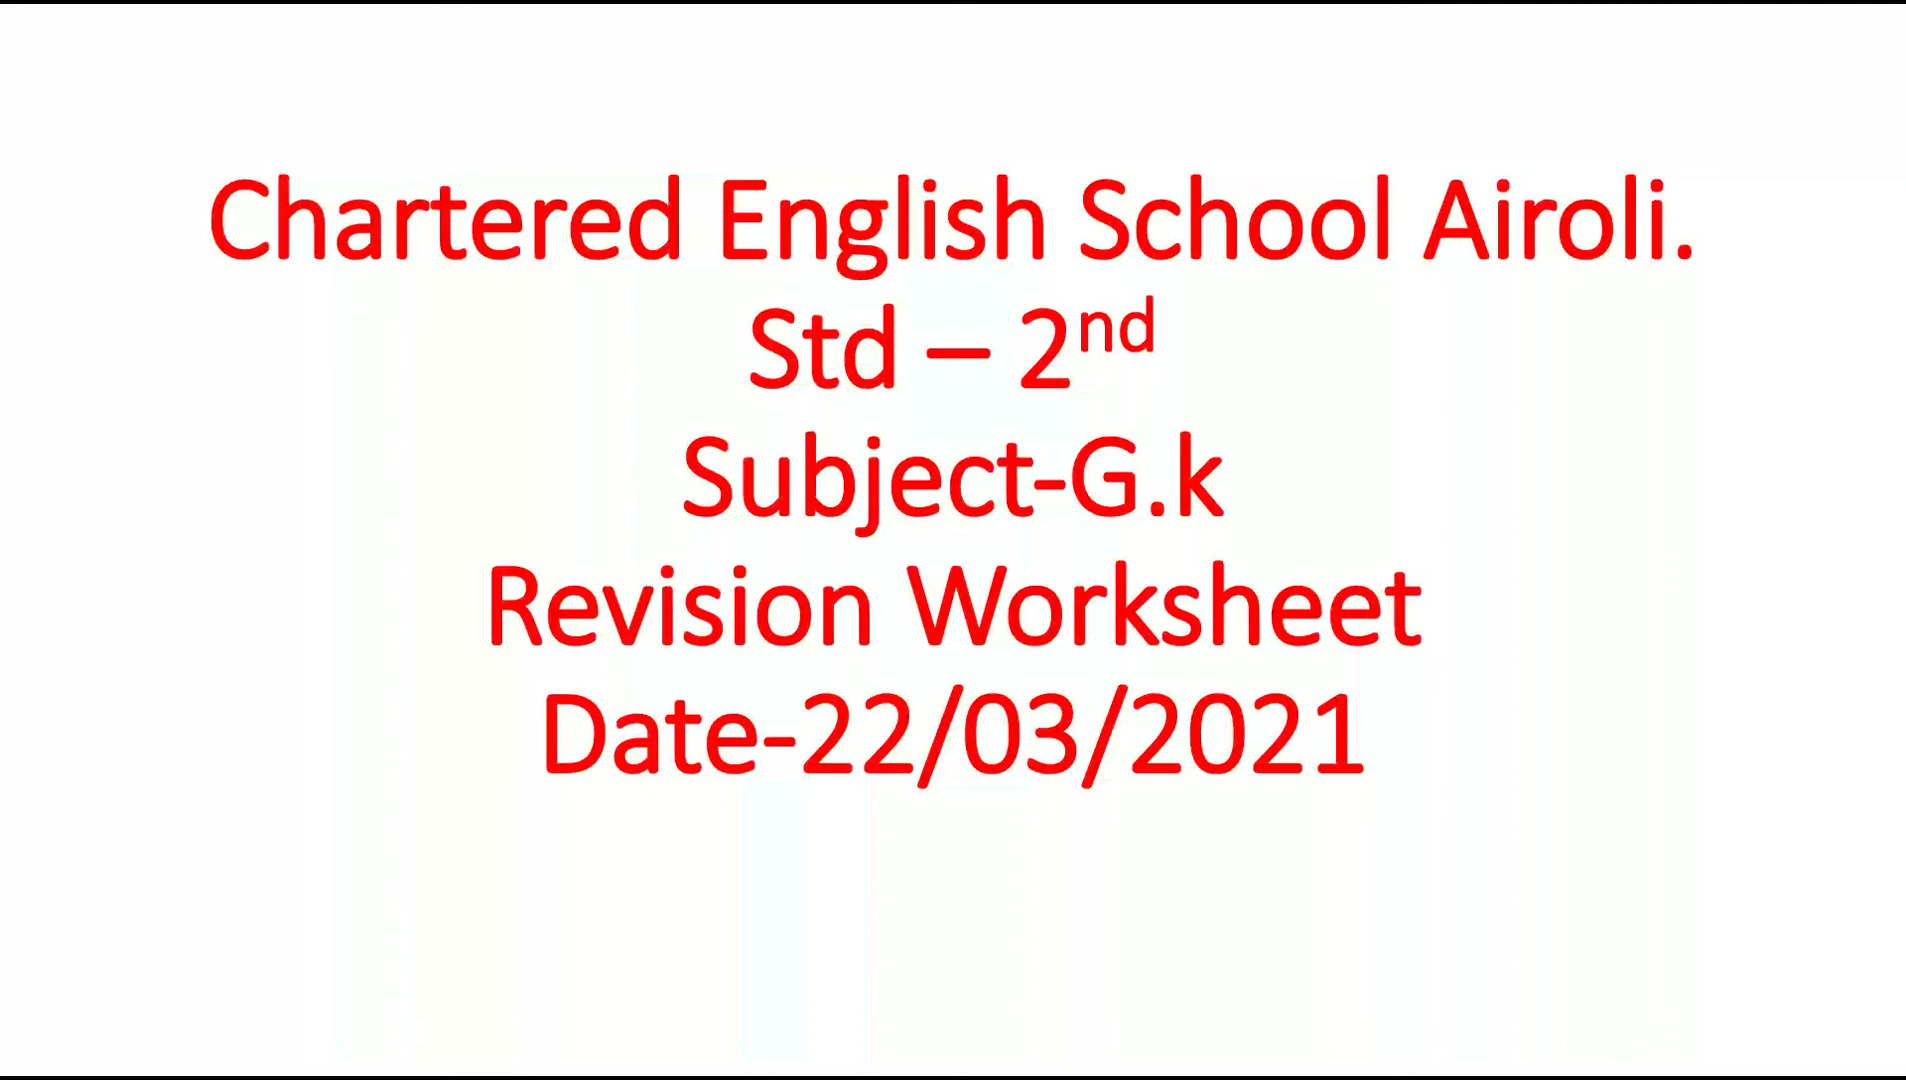 Chartered English School Airoli.
Std – 2nd
Subject-G.k
Revision Worksheet
Date-22/03/2021